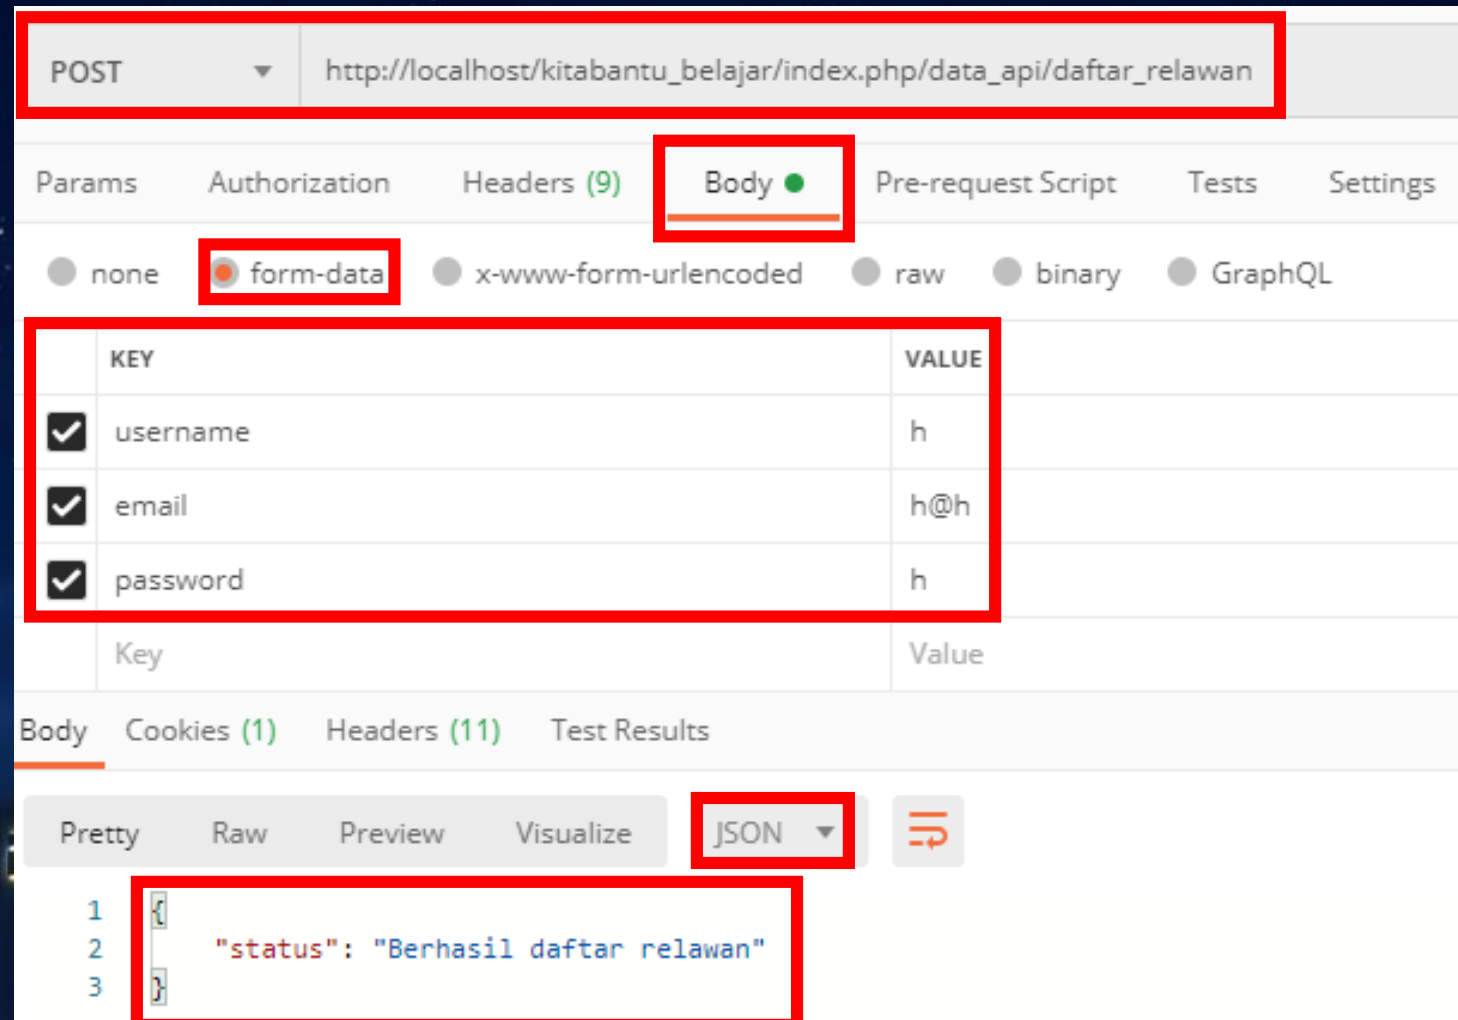 POST http://localhost/kitabantu_belajar/index.php/data_api/daftar_relawan
Params Authorization Headers (9) Body Pre-request Script Tests Settings
none form-data x-www-form-urlencoded raw binary GraphQL
KEY VALUE
username h
email h@h
password h
Key Value
Body Cookies (1) Headers (11) Test Results
Pretty Raw Preview Visualize JSON
1 {
2 "status": "Berhasil daftar relawan"
3 }